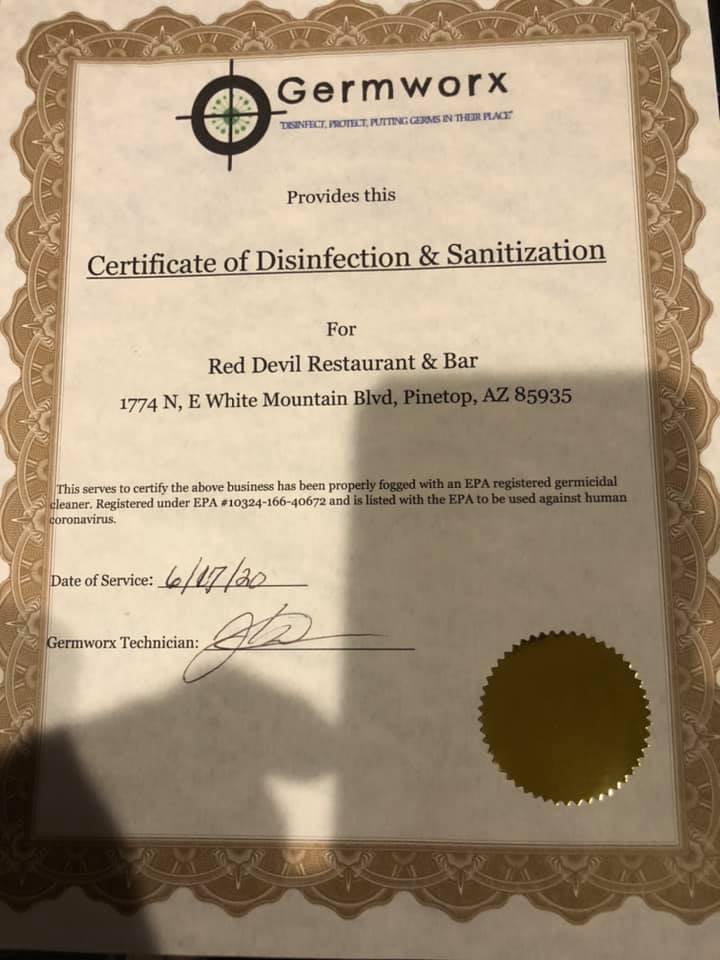 Germworx
"DISINFECT, PROTECT, PUTTING GERMS IN THEIR PLACE"
Provides this
Certificate of Disinfection & Sanitization
For
Red Devil Restaurant & Bar
1774 N, E White Mountain Blvd, Pinetop, AZ 85935
This serves to certify the above business has been properly fogged with an EPA registered germicidal
cleaner. Registered under EPA #10324-166-40672 and is listed with the EPA to be used against human
coronavirus.
Date of Service: 6/17/20
Germworx Technician: